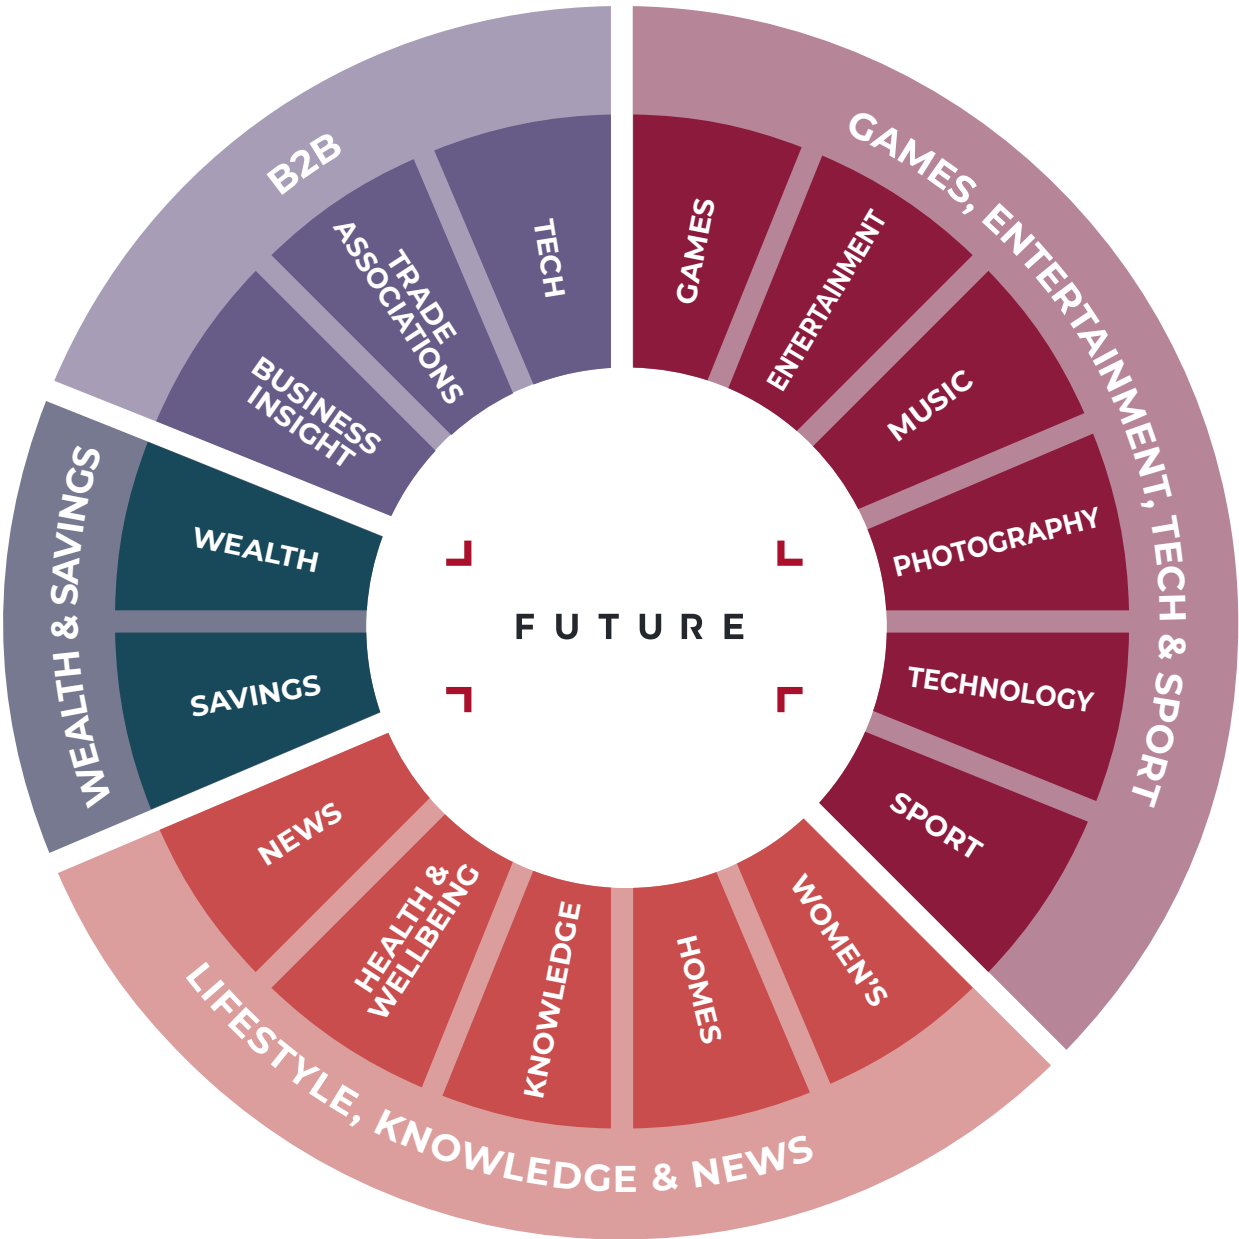 GAMES, ENTERTAINMENT, TECH & SPORT
GAMES
ENTERTAINMENT
MUSIC
PHOTOGRAPHY
TECHNOLOGY
SPORT
LIFESTYLE, KNOWLEDGE & NEWS
WOMEN'S
HOMES
KNOWLEDGE
HEALTH &
WELLBEING
NEWS
WEALTH & SAVINGS
SAVINGS
WEALTH
B2B
BUSINESS
INSIGHT
TRADE
ASSOCIATIONS
TECH
FUTURE